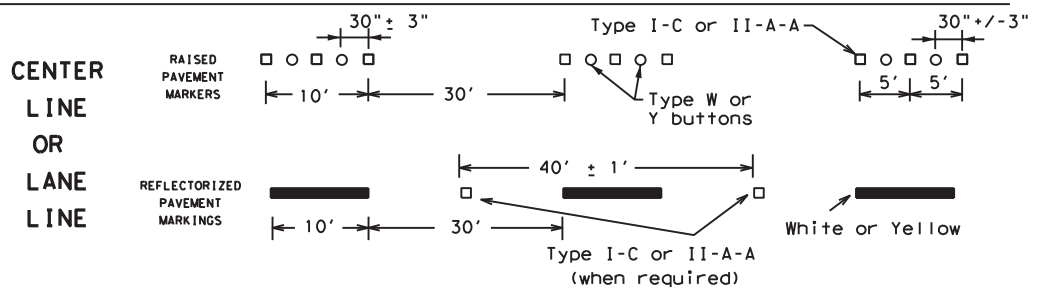 CENTER
LINE
OR
LANE
LINE
RAISED
PAVEMENT
MARKERS
30" ± 3"
10'
30'
Type I-C or II-A-A
30"+/-3"
5'
5'
Type W or
Y buttons
REFLECTORIZED
PAVEMENT
MARKINGS
40' ± 1'
10'
30'
Type I-C or II-A-A
(when required)
White or Yellow